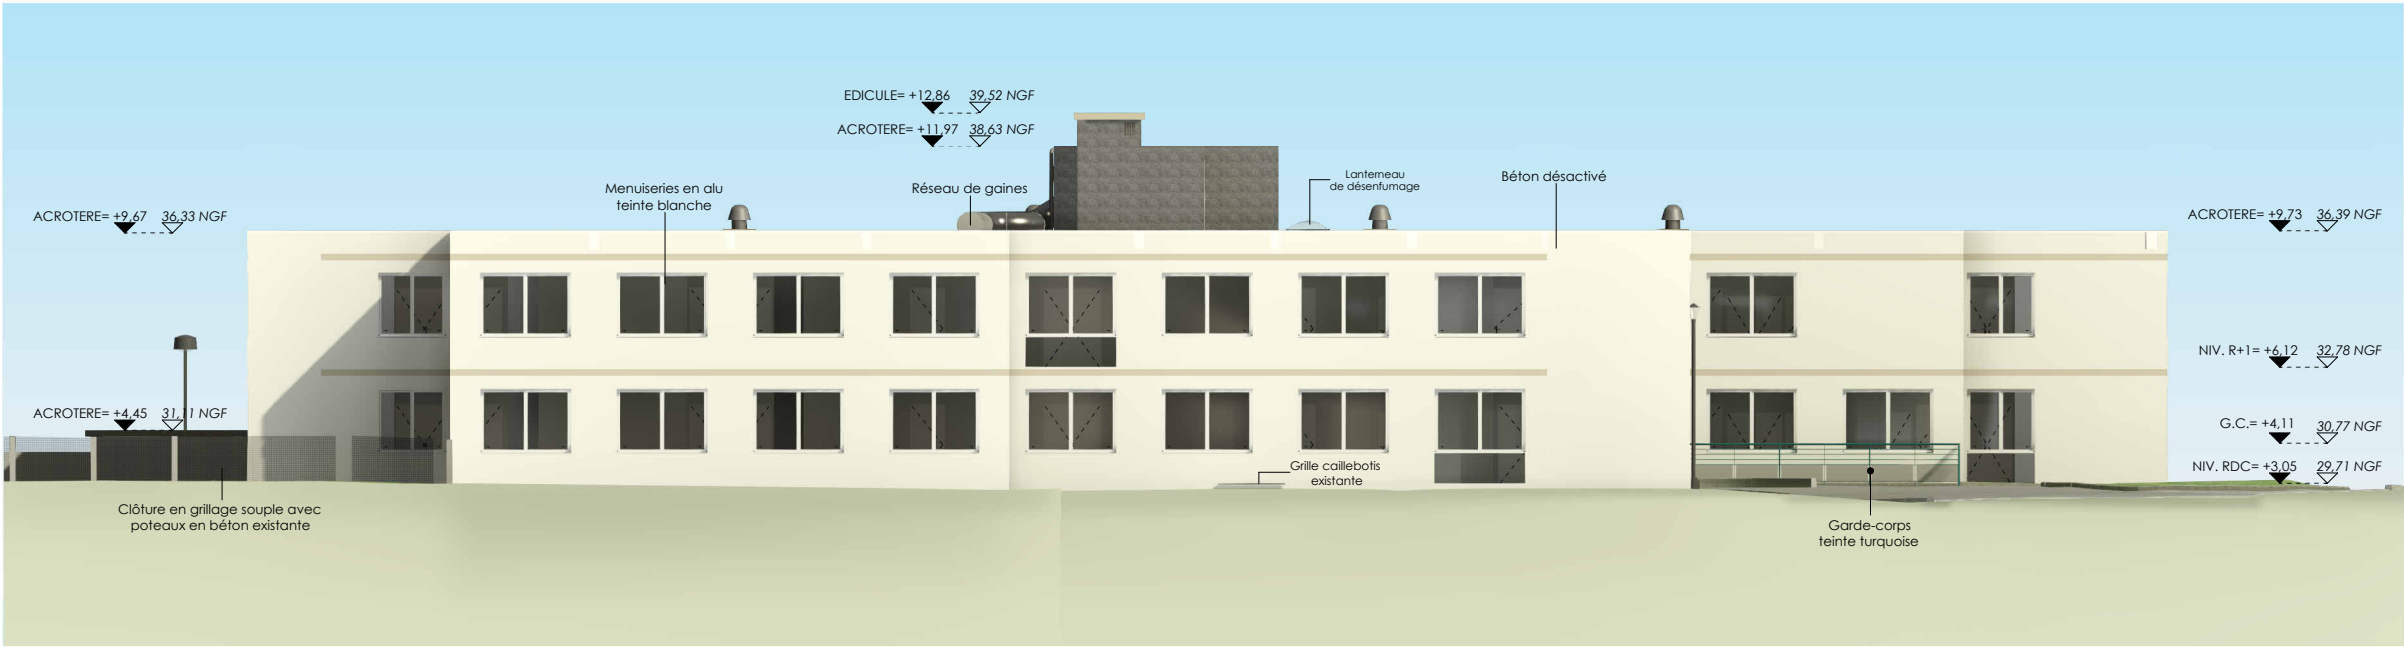 EDICULE= +12,86 39,52 NGF
ACROTERE= +11,97 38,63 NGF
Menuiseries en alu
teinte blanche
Réseau de gaines
Lanterneau
de désenfumage
Béton désactivé
ACROTERE= +9,67 36,33 NGF
ACROTERE= +9,73 36,39 NGF
NIV. R+1= +6,12 32,78 NGF
ACROTERE= +4,45 31,11 NGF
G.C.= +4,11 30,77 NGF
NIV. RDC= +3,05 29,71 NGF
Grille caillebotis
existante
Clôture en grillage souple avec
poteaux en béton existante
Garde-corps
teinte turquoise